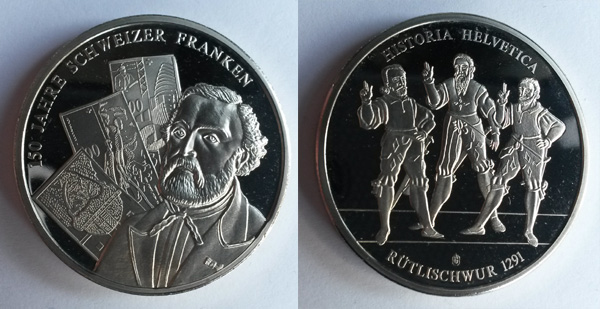 150 JAHRE SCHWEIZER FRANKEN
HISTORIA HELVETICA
RÜTLISCHWUR 1291